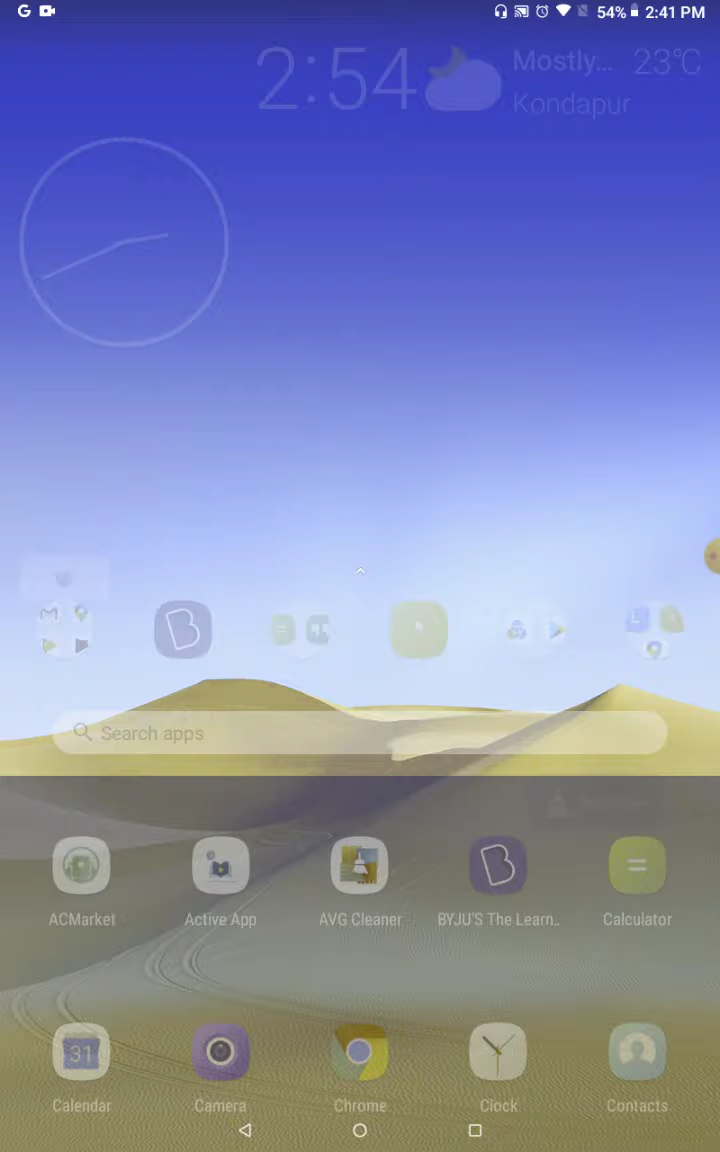 54% 2:41 PM
2:54 Mostly... 23°C
Kondapur
Search apps
ACMarket Active App AVG Cleaner BYJU'S The Learn.. Calculator
31
Calendar Camera Chrome Clock Contacts